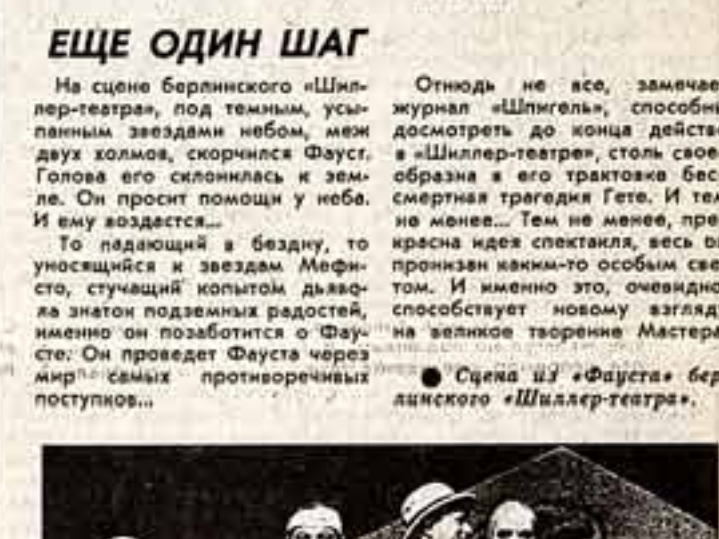 ЕЩЕ ОДИН ШАГ
На сцене берлинского «Шил-
лер-театра», под темным, усы-
панным звездами небом, меж
двух холмов, скорчился Фауст.
Голова его склонилась к зем-
ле. Он просит помощи у неба.
И ему воздастся...
То падающий в бездну, то
уносящийся к звездам Мефи-
сто, стучащий копытом дьяво-
ла знаток подземных радостей,
именно он позаботится о Фау-
сте. Он проведет Фауста через
мир самых противоречивых
поступков...
Отнюдь не все, замечае
журнал «Шпигель», способны
досмотреть до конца действ
в «Шиллер-театре», столь свое
образна в его трактовке бес
смертная трагедия Гете. И тем
не менее... Тем не менее, пре
красна идея спектакля, весь о
пронизан каким-то особым све
том. И именно это, очевидно
способствует новому взгляд
на великое творение Мастера
● Сцена из «Фауста» бер
линского «Шиллер-театра».